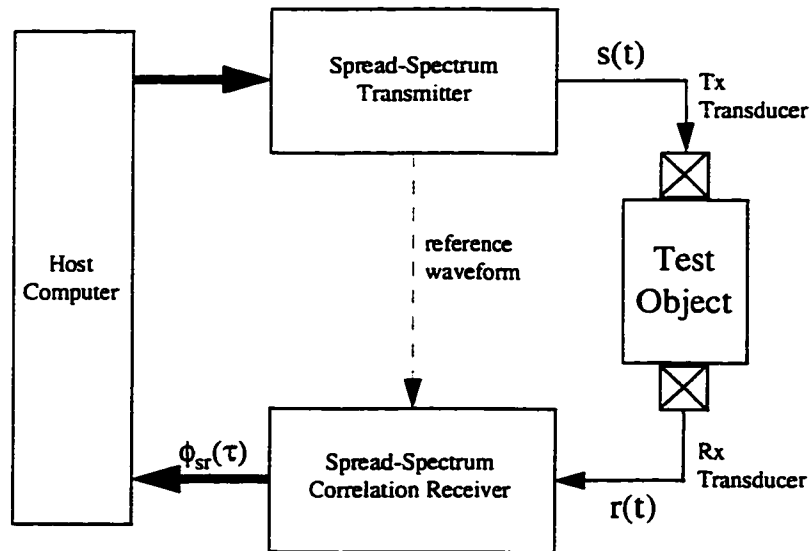 Spread-Spectrum
Transmitter
s(t)
Tx
Transducer
reference
waveform
Host
Computer
Test
Object
ϕsr(τ)
Spread-Spectrum
Correlation Receiver
Rx
Transducer
r(t)